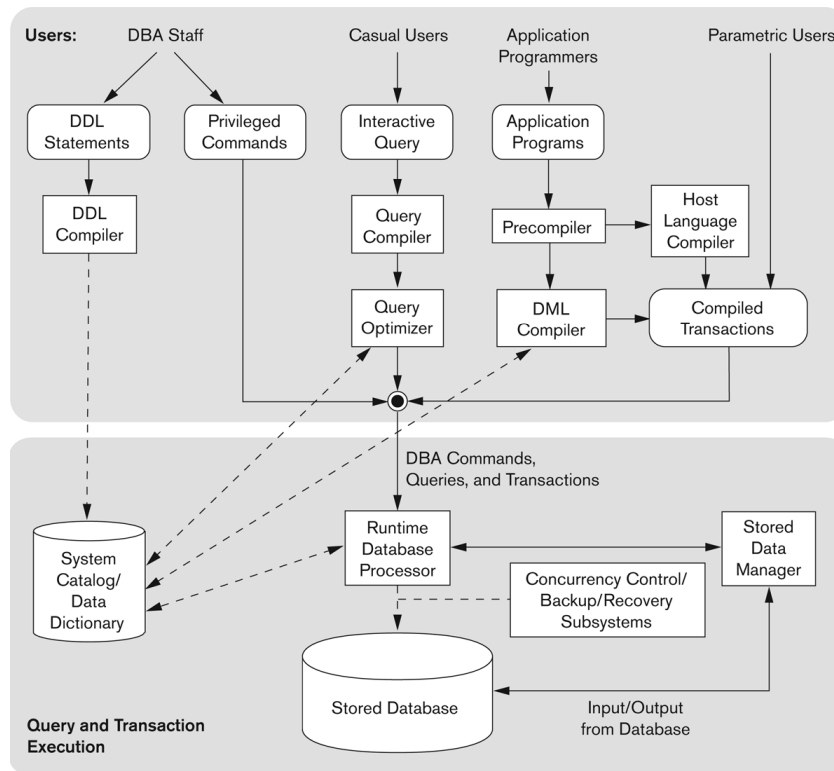 Users:
DBA Staff
Casual Users
Application
Programmers
Parametric Users
DDL
Statements
Privileged
Commands
Interactive
Query
Application
Programs
DDL
Compiler
Query
Compiler
Precompiler
Host
Language
Compiler
Query
Optimizer
DML
Compiler
Compiled
Transactions
DBA Commands,
Queries, and Transactions
System
Catalog/
Data
Dictionary
Runtime
Database
Processor
Stored
Data
Manager
Concurrency Control/
Backup/Recovery
Subsystems
Stored Database
Input/Output
from Database
Query and Transaction
Execution